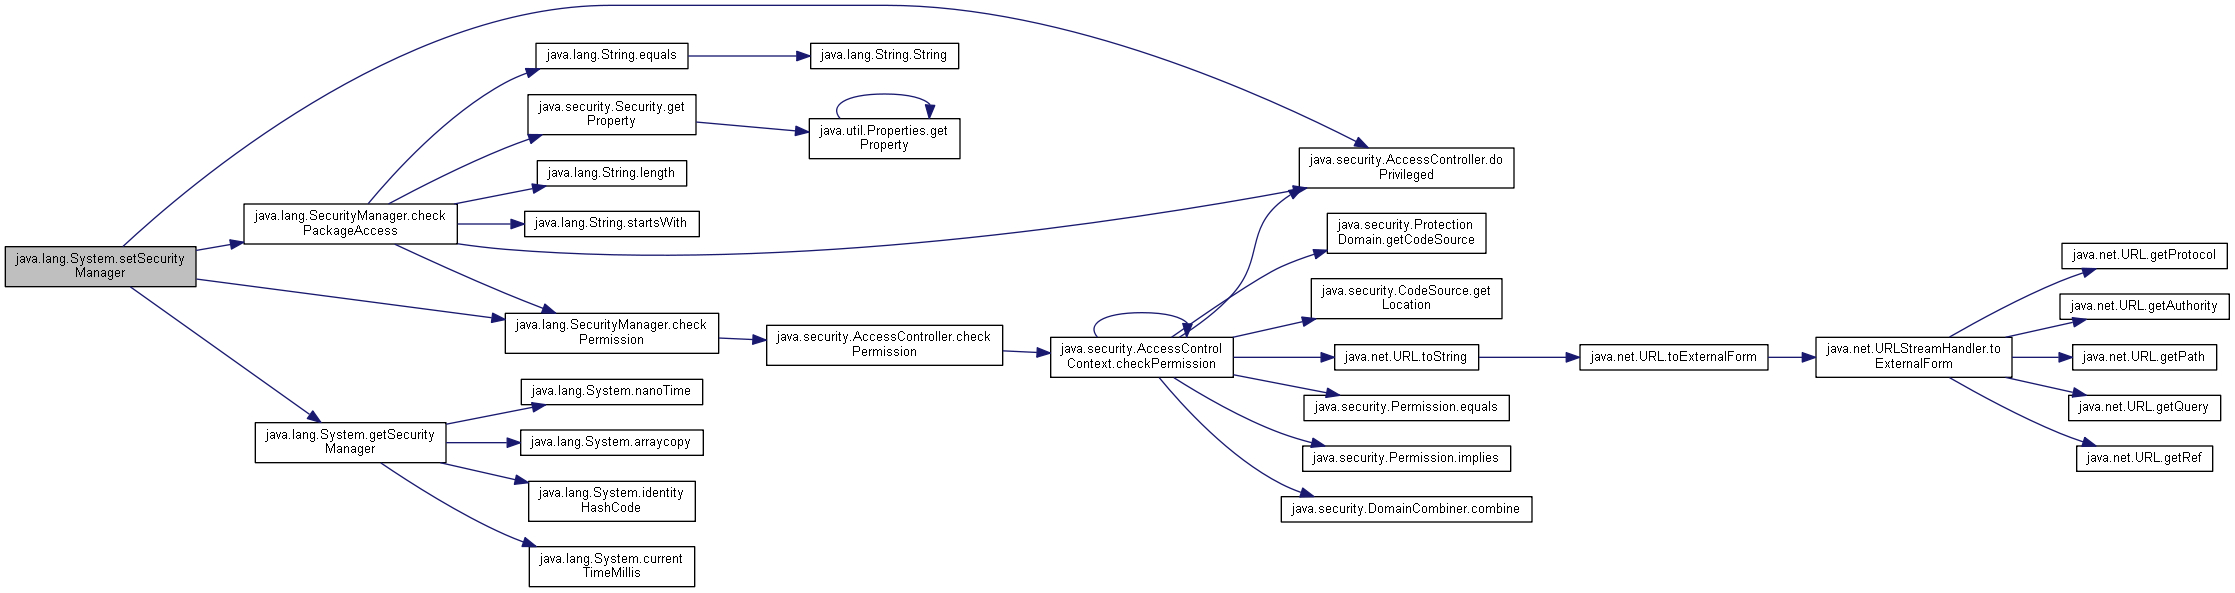 java.lang.System.setSecurity
Manager
java.lang.SecurityManager.check
PackageAccess
java.lang.System.getSecurity
Manager
java.lang.String.equals
java.security.Security.get
Property
java.lang.String.length
java.lang.String.startsWith
java.lang.SecurityManager.check
Permission
java.lang.System.nanoTime
java.lang.System.arraycopy
java.lang.System.identity
HashCode
java.lang.System.current
TimeMillis
java.lang.String.String
java.util.Properties.get
Property
java.security.AccessController.check
Permission
java.security.AccessControl
Context.checkPermission
java.security.AccessController.do
Privileged
java.security.Protection
Domain.getCodeSource
java.security.CodeSource.get
Location
java.net.URL.toString
java.security.Permission.equals
java.security.Permission.implies
java.security.DomainCombiner.combine
java.net.URL.toExternalForm
java.net.URLStreamHandler.to
ExternalForm
java.net.URL.getProtocol
java.net.URL.getAuthority
java.net.URL.getPath
java.net.URL.getQuery
java.net.URL.getRef